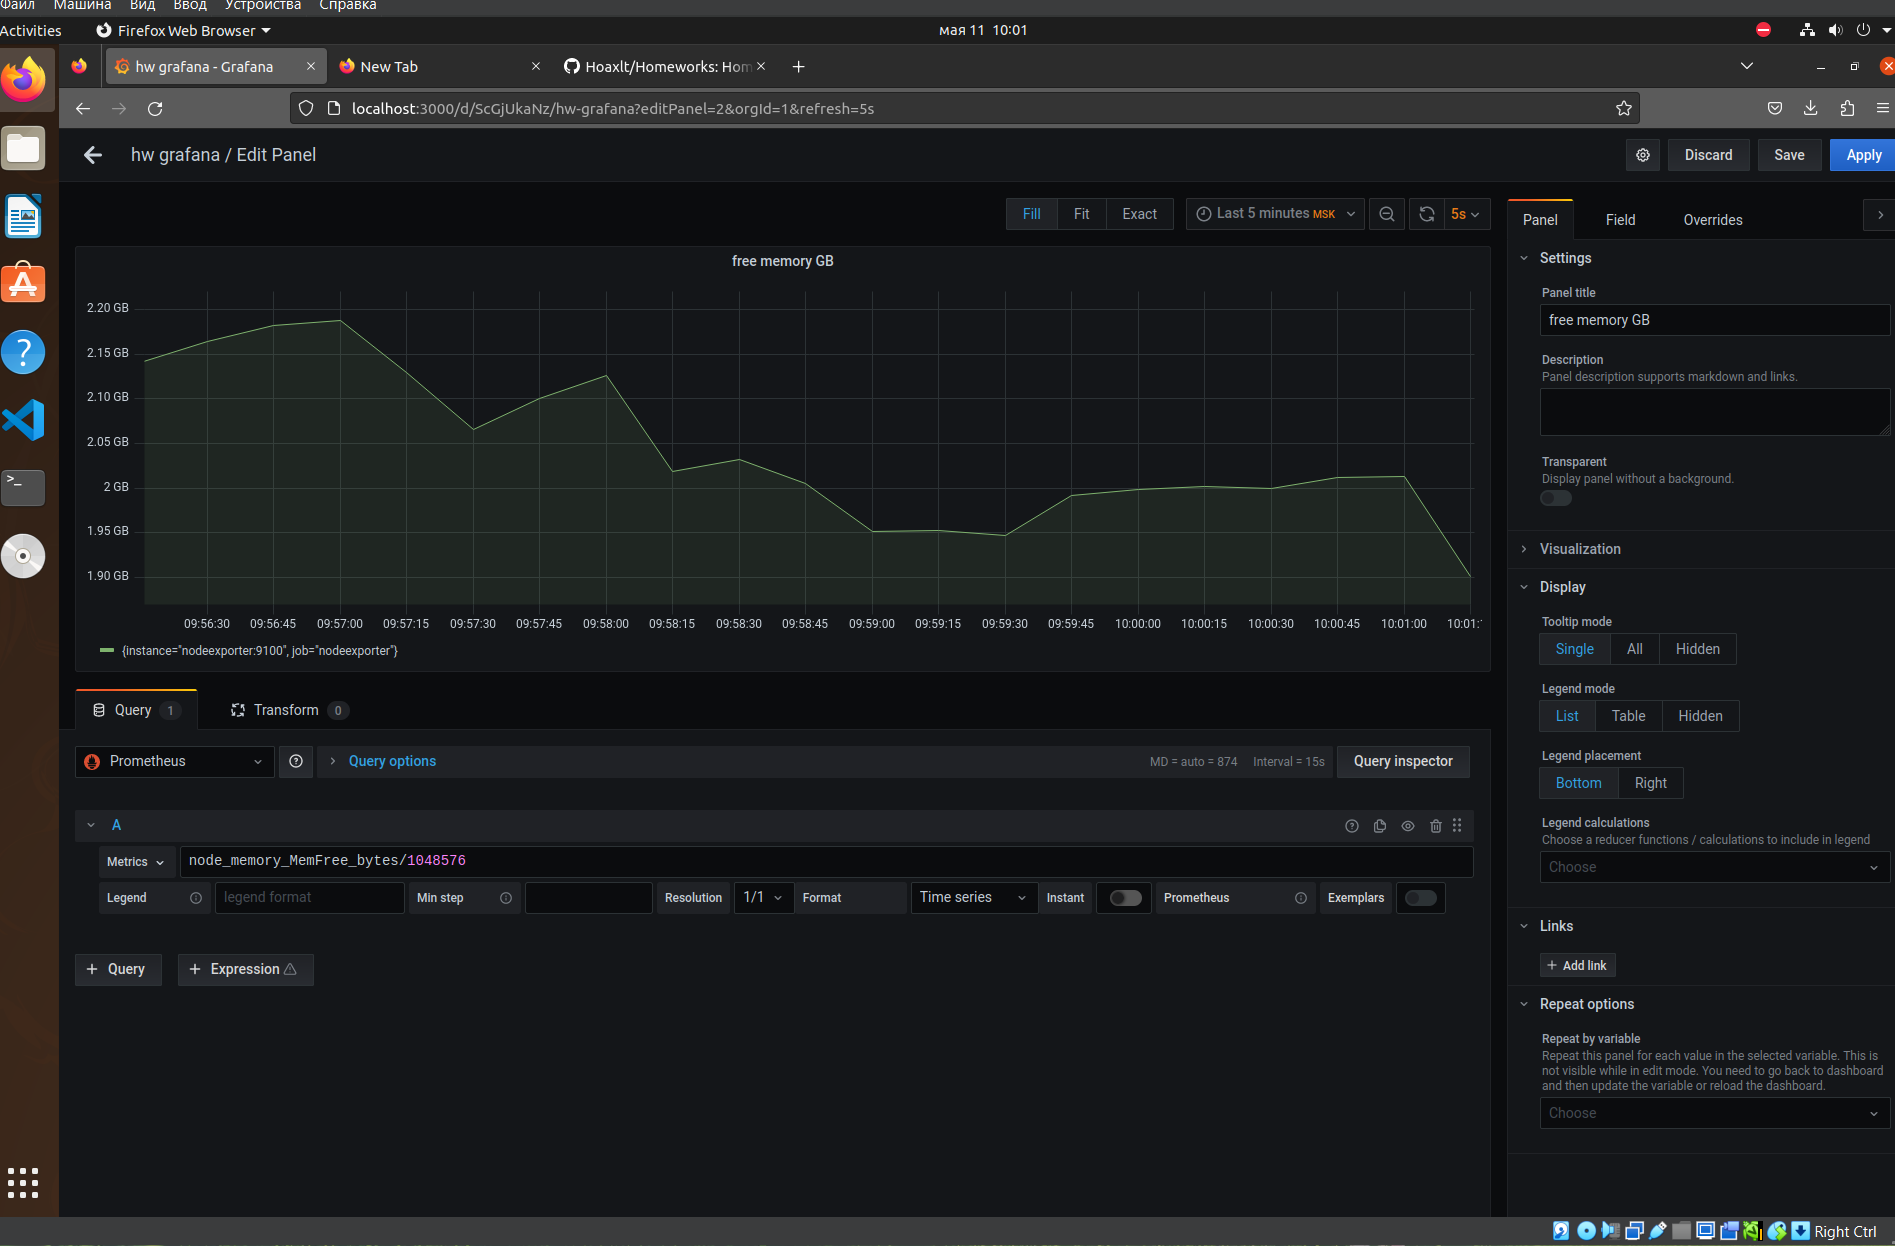 Файл Машина Вид Ввод Устройства Справка
Activities Firefox Web Browser мая 11 10:01
hw grafana - Grafana New Tab Hoaxlt/Homeworks: Hom
localhost:3000/d/ScGjUkaNz/hw-grafana?editPanel=2&orgId=1&refresh=5s
hw grafana / Edit Panel Discard Save Apply
Fill Fit Exact Last 5 minutes MSK 5s
Panel Field Overrides
free memory GB
2.20 GB
2.15 GB
2.10 GB
2.05 GB
2 GB
1.95 GB
1.90 GB
09:56:30 09:56:45 09:57:00 09:57:15 09:57:30 09:57:45 09:58:00 09:58:15 09:58:30 09:58:45 09:59:00 09:59:15 09:59:30 09:59:45 10:00:00 10:00:15 10:00:30 10:00:45 10:01:00 10:01:
{instance="nodeexporter:9100", job="nodeexporter"}
Query 1 Transform 0
Prometheus Query options MD = auto = 874 Interval = 15s Query inspector
A
Metrics node_memory_MemFree_bytes/1048576
Legend legend format Min step Resolution 1/1 Format Time series Instant Prometheus Exemplars
+ Query + Expression
Settings
Panel title
free memory GB
Description
Panel description supports markdown and links.
Transparent
Display panel without a background.
Visualization
Display
Tooltip mode
Single All Hidden
Legend mode
List Table Hidden
Legend placement
Bottom Right
Legend calculations
Choose a reducer functions / calculations to include in legend
Choose
Links
+ Add link
Repeat options
Repeat by variable
Repeat this panel for each value in the selected variable. This is
not visible while in edit mode. You need to go back to dashboard
and then update the variable or reload the dashboard.
Choose
Right Ctrl